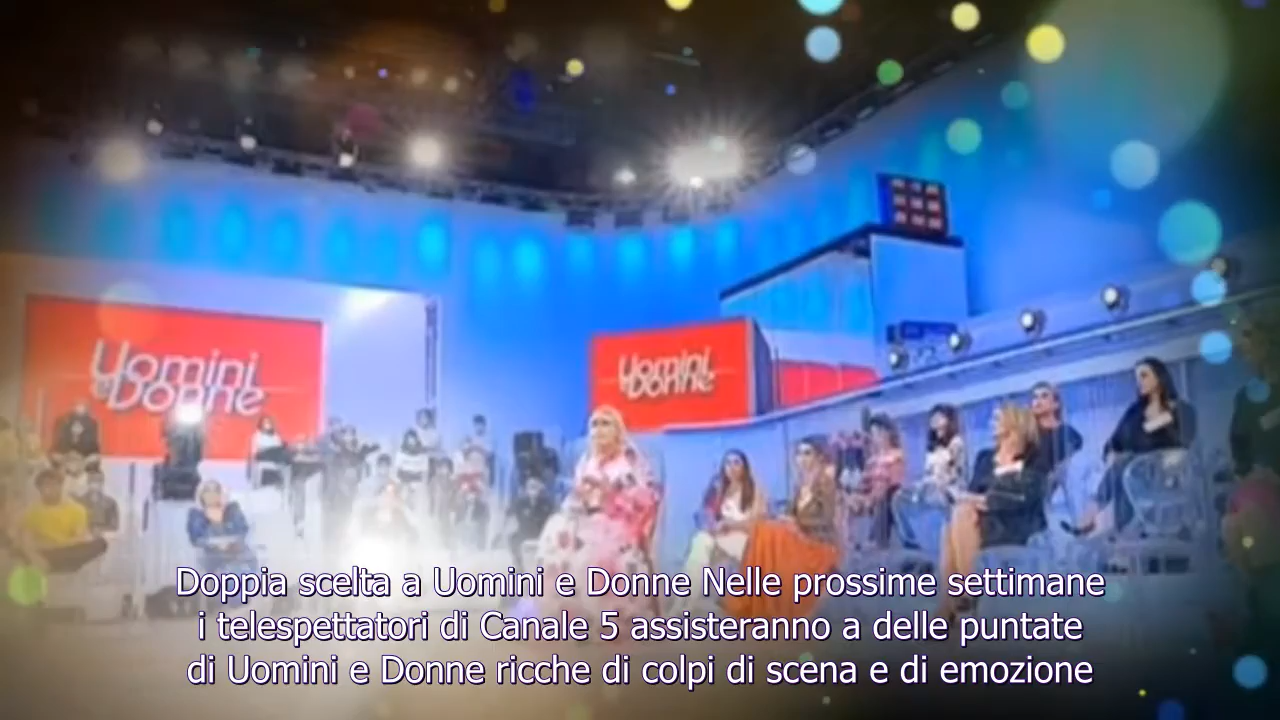 Uomini
e Donne
Uomini
e Donne
Doppia scelta a Uomini e Donne Nelle prossime settimane
i telespettatori di Canale 5 assisteranno a delle puntate
di Uomini e Donne ricche di colpi di scena e di emozione